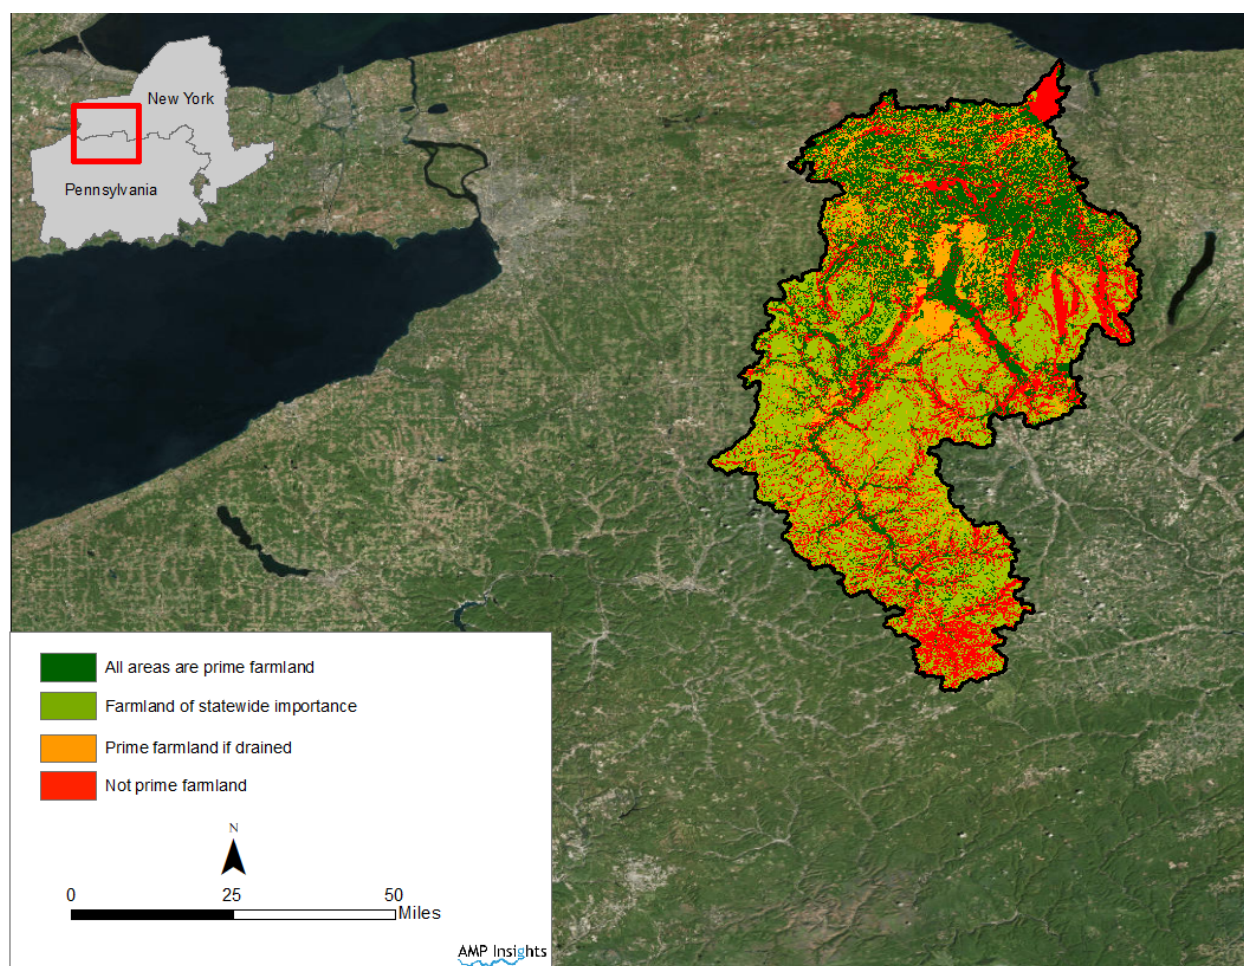 New York
Pennsylvania
All areas are prime farmland
Farmland of statewide importance
Prime farmland if drained
Not prime farmland
N
0 25 50
Miles
AMP Insights